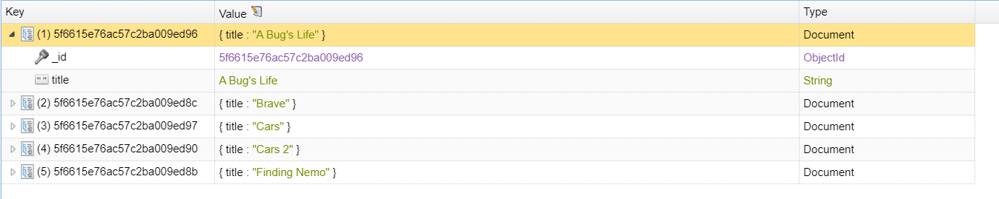 Key Value Type
(1) 5f6615e76ac57c2ba009ed96 { title : "A Bug's Life" } Document
_id 5f6615e76ac57c2ba009ed96 ObjectId
" " title A Bug's Life String
(2) 5f6615e76ac57c2ba009ed8c { title : "Brave" } Document
(3) 5f6615e76ac57c2ba009ed97 { title : "Cars" } Document
(4) 5f6615e76ac57c2ba009ed90 { title : "Cars 2" } Document
(5) 5f6615e76ac57c2ba009ed8b { title : "Finding Nemo" } Document